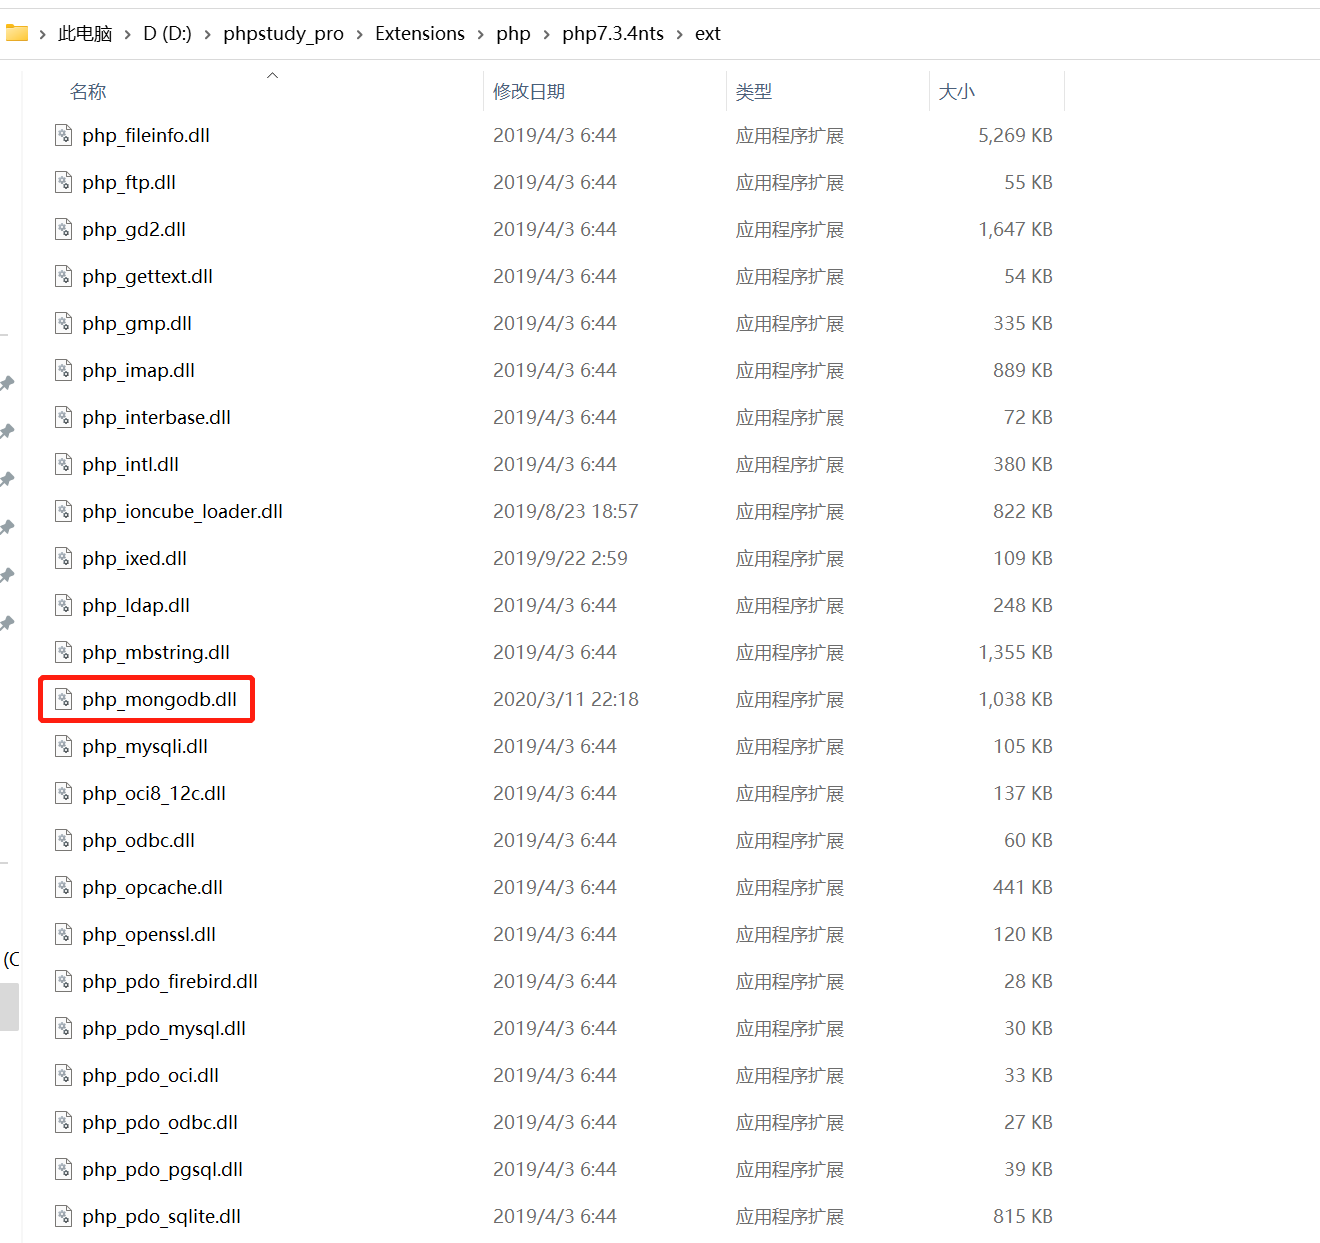 此电脑 > D (D:) > phpstudy_pro > Extensions > php > php7.3.4nts > ext
名称 修改日期 类型 大小
php_fileinfo.dll 2019/4/3 6:44 应用程序扩展 5,269 KB
php_ftp.dll 2019/4/3 6:44 应用程序扩展 55 KB
php_gd2.dll 2019/4/3 6:44 应用程序扩展 1,647 KB
php_gettext.dll 2019/4/3 6:44 应用程序扩展 54 KB
php_gmp.dll 2019/4/3 6:44 应用程序扩展 335 KB
php_imap.dll 2019/4/3 6:44 应用程序扩展 889 KB
php_interbase.dll 2019/4/3 6:44 应用程序扩展 72 KB
php_intl.dll 2019/4/3 6:44 应用程序扩展 380 KB
php_ioncube_loader.dll 2019/8/23 18:57 应用程序扩展 822 KB
php_ixed.dll 2019/9/22 2:59 应用程序扩展 109 KB
php_ldap.dll 2019/4/3 6:44 应用程序扩展 248 KB
php_mbstring.dll 2019/4/3 6:44 应用程序扩展 1,355 KB
php_mongodb.dll 2020/3/11 22:18 应用程序扩展 1,038 KB
php_mysqli.dll 2019/4/3 6:44 应用程序扩展 105 KB
php_oci8_12c.dll 2019/4/3 6:44 应用程序扩展 137 KB
php_odbc.dll 2019/4/3 6:44 应用程序扩展 60 KB
php_opcache.dll 2019/4/3 6:44 应用程序扩展 441 KB
php_openssl.dll 2019/4/3 6:44 应用程序扩展 120 KB
(C
php_pdo_firebird.dll 2019/4/3 6:44 应用程序扩展 28 KB
php_pdo_mysql.dll 2019/4/3 6:44 应用程序扩展 30 KB
php_pdo_oci.dll 2019/4/3 6:44 应用程序扩展 33 KB
php_pdo_odbc.dll 2019/4/3 6:44 应用程序扩展 27 KB
php_pdo_pgsql.dll 2019/4/3 6:44 应用程序扩展 39 KB
php_pdo_sqlite.dll 2019/4/3 6:44 应用程序扩展 815 KB